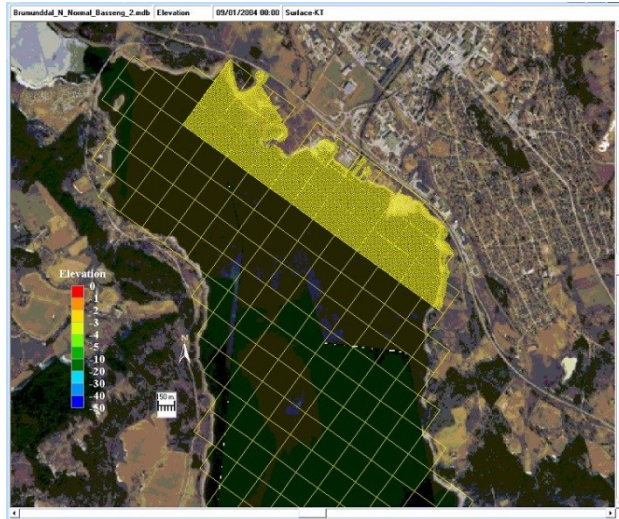 Brumunddal_N_Normal_Basseng_2.mdb Elevation 09/01/2004 00:00 Surface-KT
Elevation
0
-1
-2
-3
-4
-5
-10
-20
-30
-40
-50
N
150 m